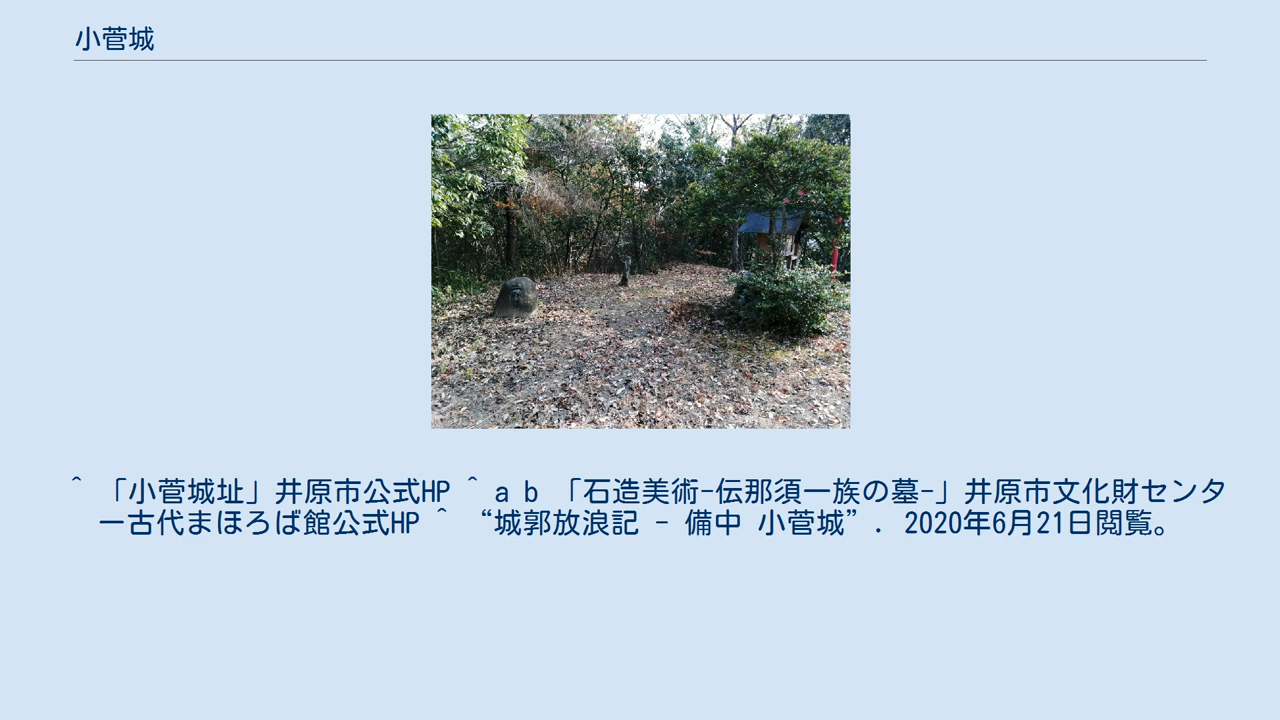 小菅城
^ 「小菅城址」井原市公式HP ^ a b 「石造美術-伝那須一族の墓-」井原市文化財センタ
ー古代まほろば館公式HP ^ “城郭放浪記 - 備中 小菅城”. 2020年6月21日閲覧。